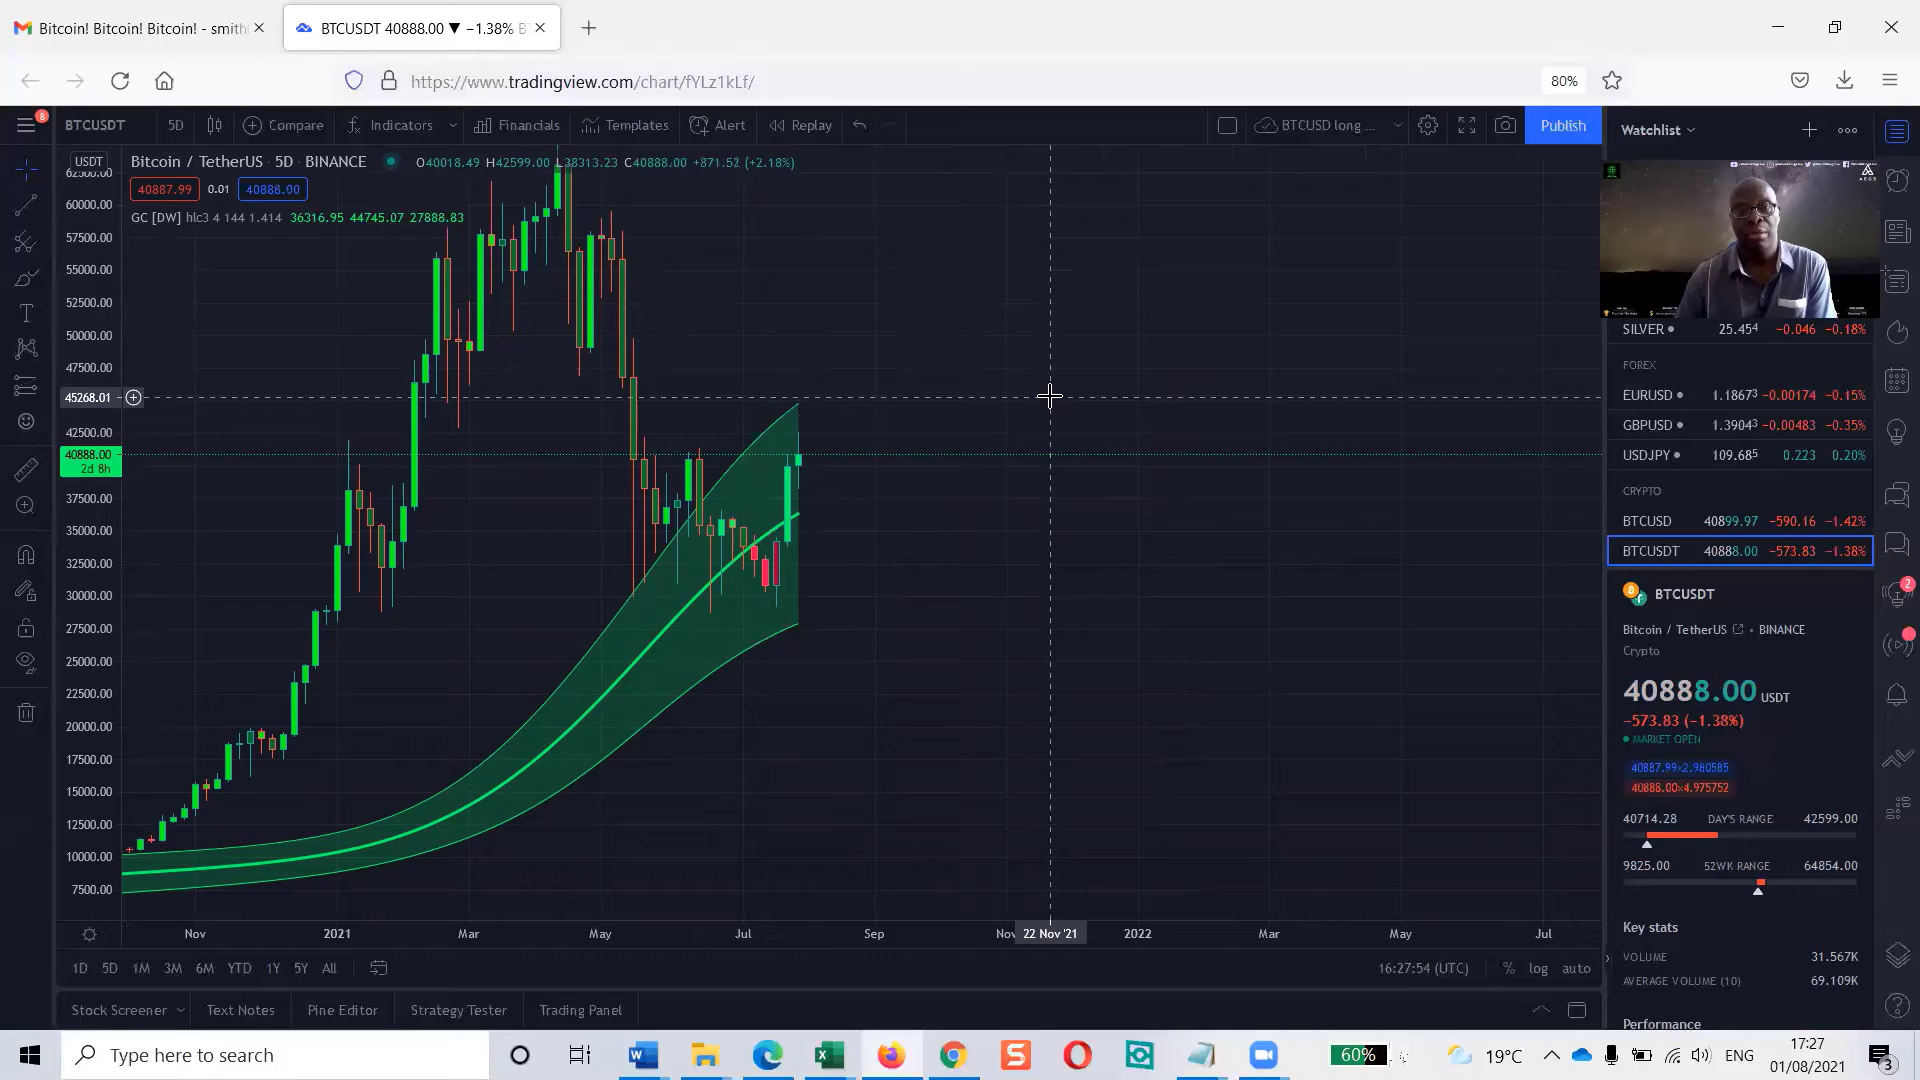 Bitcoin! Bitcoin! Bitcoin! - smith
BTCUSDT 40888.00 ▼ −1.38% B
https://www.tradingview.com/chart/fYLz1kLf/
80%
8
BTCUSDT
5D
Compare
Indicators
Financials
Templates
Alert
Replay
BTCUSD long ...
Publish
Watchlist
USDT
Bitcoin / TetherUS · 5D · BINANCE
O40018.49 H42599.00 L38313.23 C40888.00 +871.52 (+2.18%)
40887.99
0.01
40888.00
GC [DW] hlc3 4 144 1.414 36316.95 44745.07 27888.83
62500.00
60000.00
57500.00
55000.00
52500.00
50000.00
47500.00
45268.01
42500.00
40888.00
2d 8h
37500.00
35000.00
32500.00
30000.00
27500.00
25000.00
22500.00
20000.00
17500.00
15000.00
12500.00
10000.00
7500.00
Nov
2021
Mar
May
Jul
Sep
Nov
22 Nov '21
2022
Mar
May
Jul
1D 5D 1M 3M 6M YTD 1Y 5Y All
16:27:54 (UTC)
% log auto
Stock Screener
Text Notes
Pine Editor
Strategy Tester
Trading Panel
SILVER 25.454 −0.046 −0.18%
FOREX
EURUSD 1.18673 −0.00174 −0.15%
GBPUSD 1.39043 −0.00483 −0.35%
USDJPY 109.685 0.223 0.20%
CRYPTO
BTCUSD 40899.97 −590.16 −1.42%
BTCUSDT 40888.00 −573.83 −1.38%
BTCUSDT
Bitcoin / TetherUS · BINANCE
Crypto
40888.00 USDT
−573.83 (−1.38%)
MARKET OPEN
40887.99×2.980585
40888.00×4.975752
40714.28 DAY'S RANGE 42599.00
9825.00 52WK RANGE 64854.00
Key stats
VOLUME 31.567K
AVERAGE VOLUME (10) 69.109K
Performance
2
Type here to search
60%
19°C
ENG
17:27
01/08/2021
3